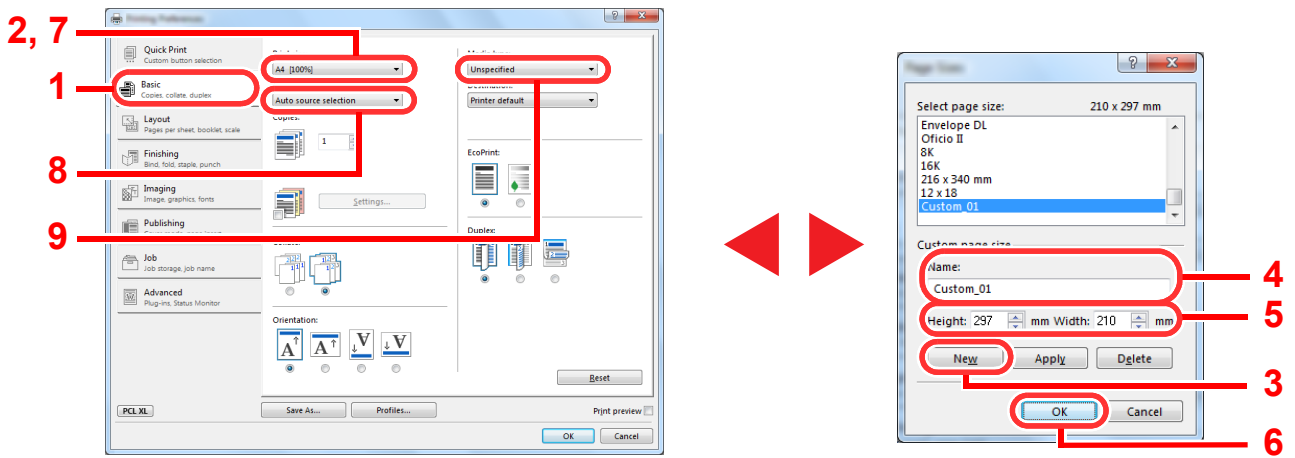 2, 7
1
8
9
Quick Print
Custom button selection
Basic
Copies, collate, duplex
Layout
Pages per sheet, booklet, scale
Finishing
Bind, fold, staple, punch
Imaging
Image, graphics, fonts
Publishing
Job
Job storage, job name
Advanced
Plug-ins, Status Monitor
PCL XL
A4 [100%]
Auto source selection
Copies:
1
Settings...
Orientation:
Unspecified
Destination:
Printer default
EcoPrint:
Duplex:
Reset
Save As...
Profiles...
Print preview
OK
Cancel
Select page size:
210 x 297 mm
Envelope DL
Oficio II
8K
16K
216 x 340 mm
12 x 18
Custom_01
Custom page size
Name:
Custom_01
Height: 297 mm Width: 210 mm
New
Apply
Delete
OK
Cancel
4
5
3
6